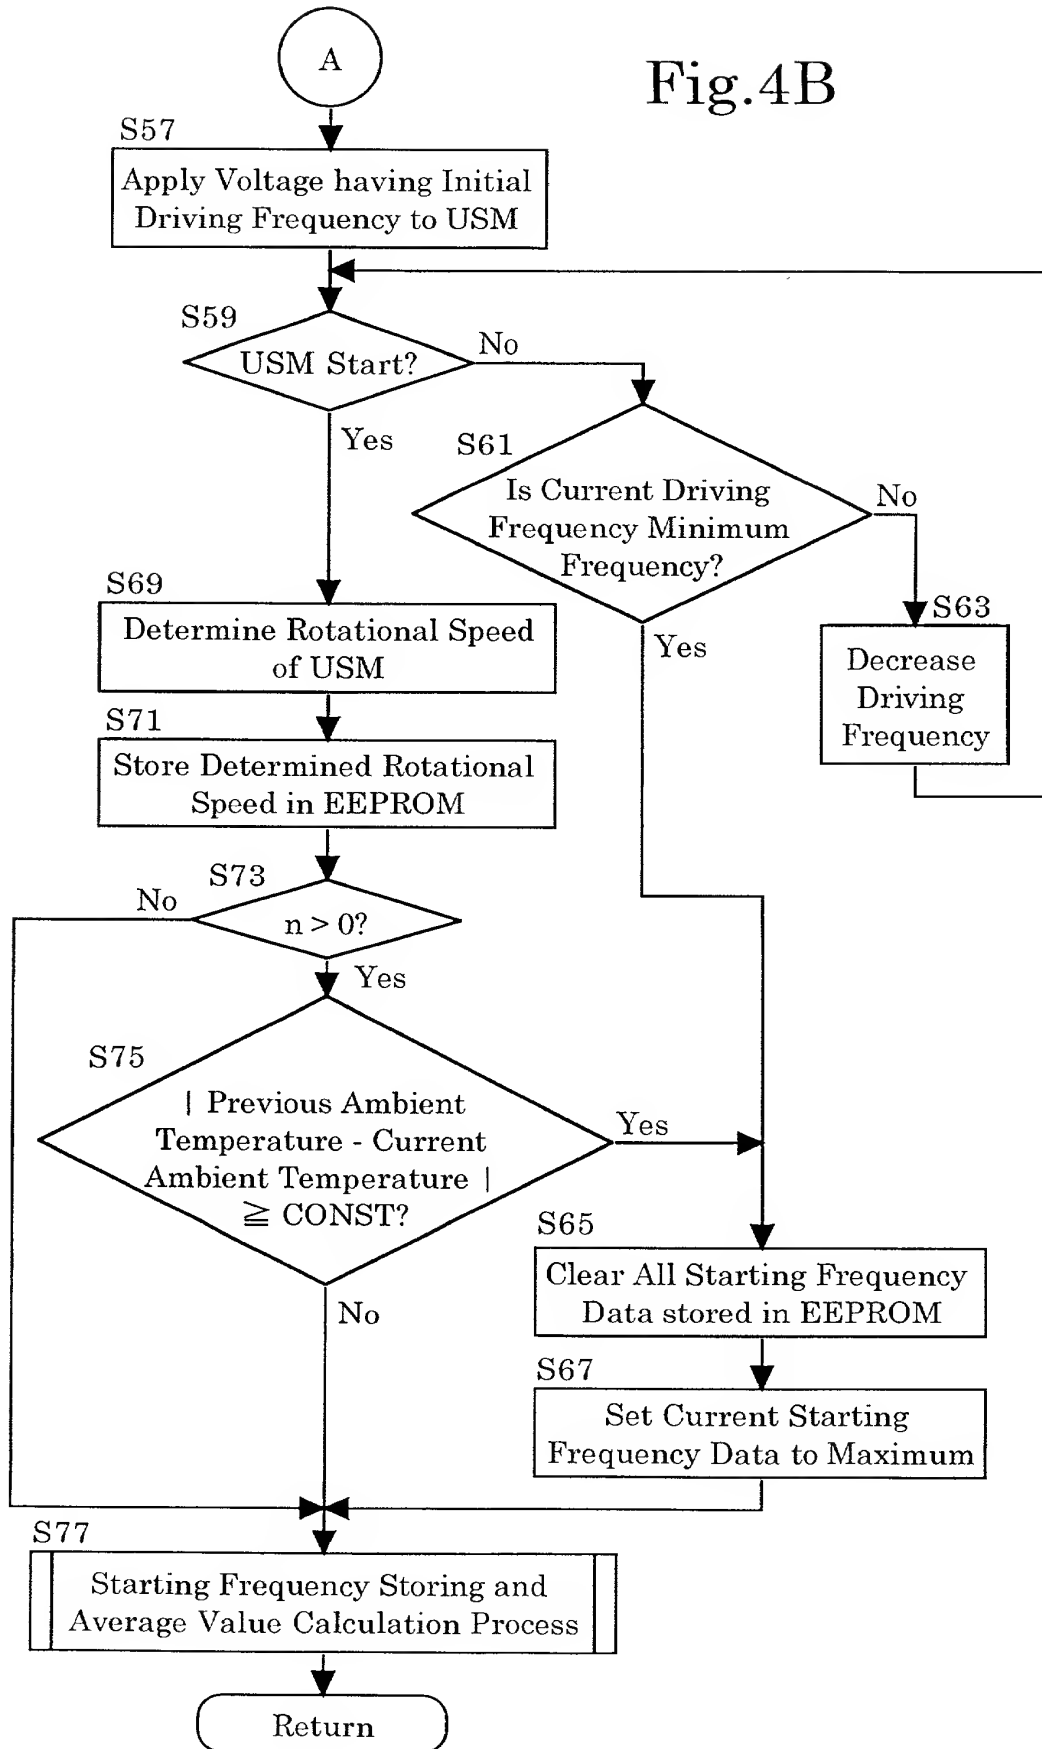 A
Fig.4B
S57
Apply Voltage having Initial
Driving Frequency to USM
S59
USM Start?
No
Yes
S61
Is Current Driving
Frequency Minimum
Frequency?
No
Yes
S63
Decrease
Driving
Frequency
S69
Determine Rotational Speed
of USM
S71
Store Determined Rotational
Speed in EEPROM
S73
n > 0?
No
Yes
S75
| Previous Ambient
Temperature - Current
Ambient Temperature |
≧ CONST?
Yes
No
S65
Clear All Starting Frequency
Data stored in EEPROM
S67
Set Current Starting
Frequency Data to Maximum
S77
Starting Frequency Storing and
Average Value Calculation Process
Return